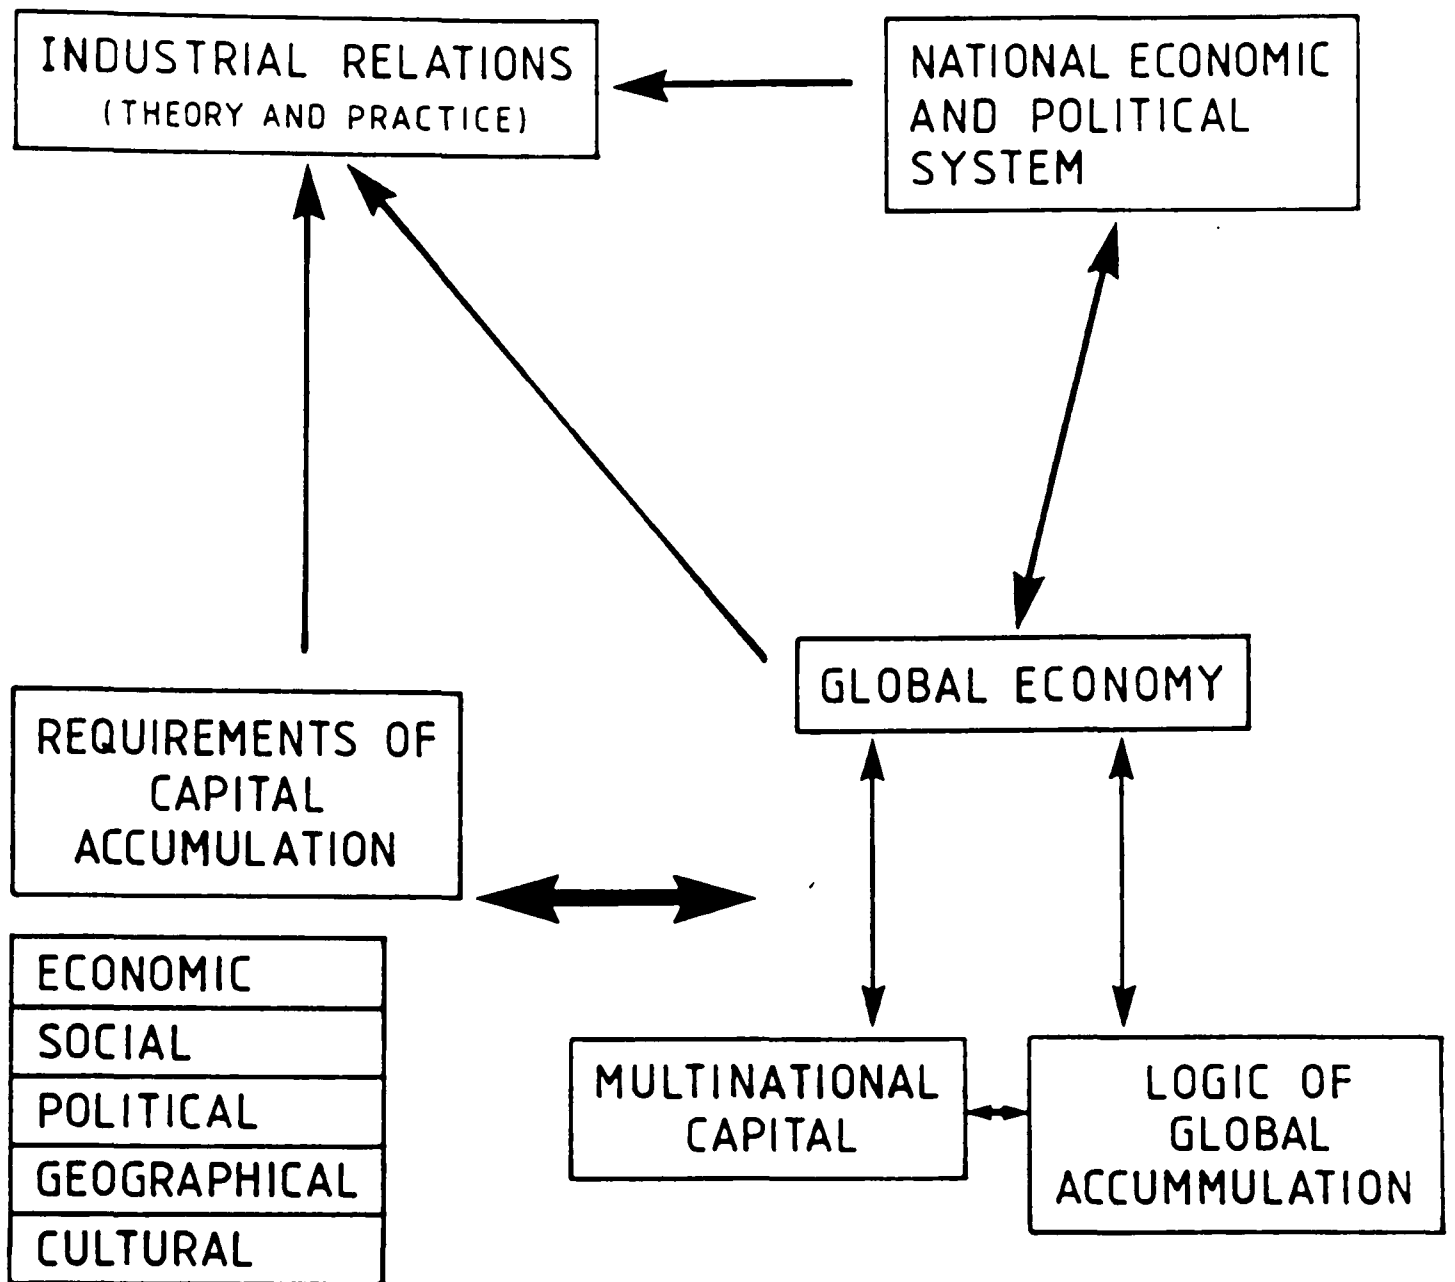 INDUSTRIAL RELATIONS
(THEORY AND PRACTICE)
NATIONAL ECONOMIC
AND POLITICAL
SYSTEM
GLOBAL ECONOMY
REQUIREMENTS OF
CAPITAL
ACCUMULATION
ECONOMIC
SOCIAL
POLITICAL
GEOGRAPHICAL
CULTURAL
MULTINATIONAL
CAPITAL
LOGIC OF
GLOBAL
ACCUMMULATION